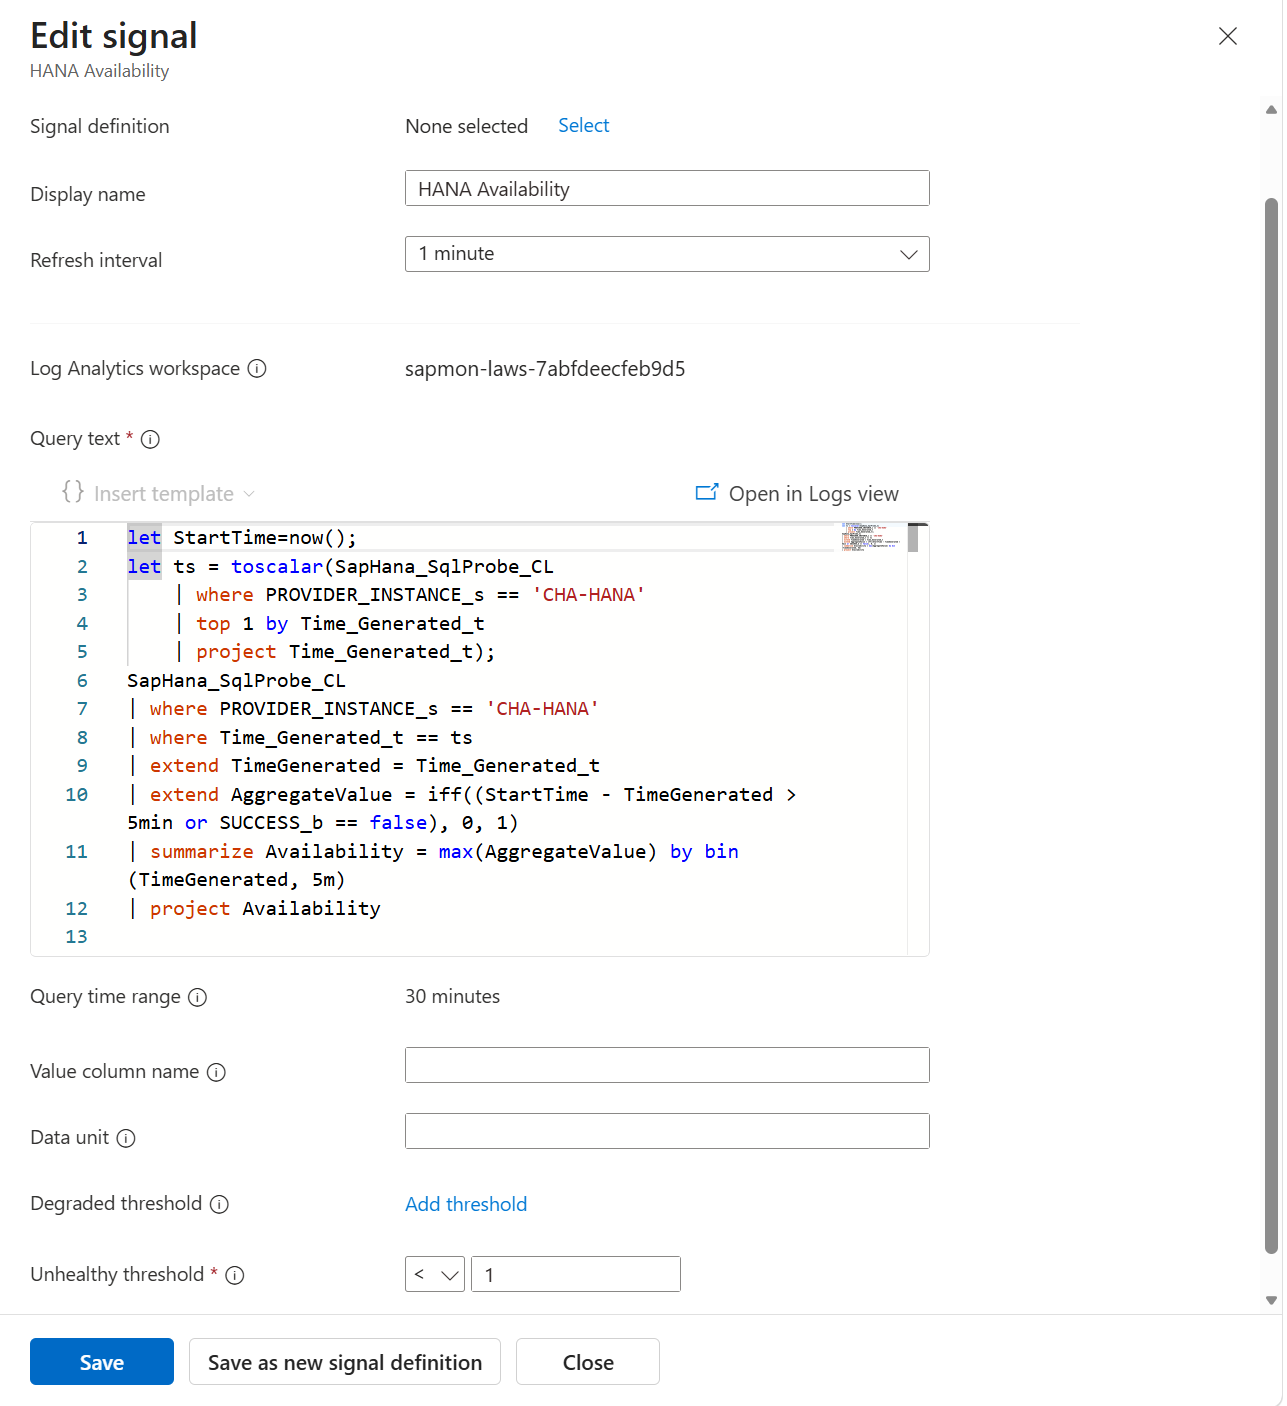 Edit signal
HANA Availability
Signal definition None selected Select
Display name HANA Availability
Refresh interval 1 minute
Log Analytics workspace sapmon-laws-7abfdeecfeb9d5
Query text *
{} Insert template Open in Logs view
1 let StartTime=now();
2 let ts = toscalar(SapHana_SqlProbe_CL
3 | where PROVIDER_INSTANCE_s == 'CHA-HANA'
4 | top 1 by Time_Generated_t
5 | project Time_Generated_t);
6 SapHana_SqlProbe_CL
7 | where PROVIDER_INSTANCE_s == 'CHA-HANA'
8 | where Time_Generated_t == ts
9 | extend TimeGenerated = Time_Generated_t
10 | extend AggregateValue = iff((StartTime - TimeGenerated >
5min or SUCCESS_b == false), 0, 1)
11 | summarize Availability = max(AggregateValue) by bin
(TimeGenerated, 5m)
12 | project Availability
13
Query time range 30 minutes
Value column name
Data unit
Degraded threshold Add threshold
Unhealthy threshold * < 1
Save Save as new signal definition Close